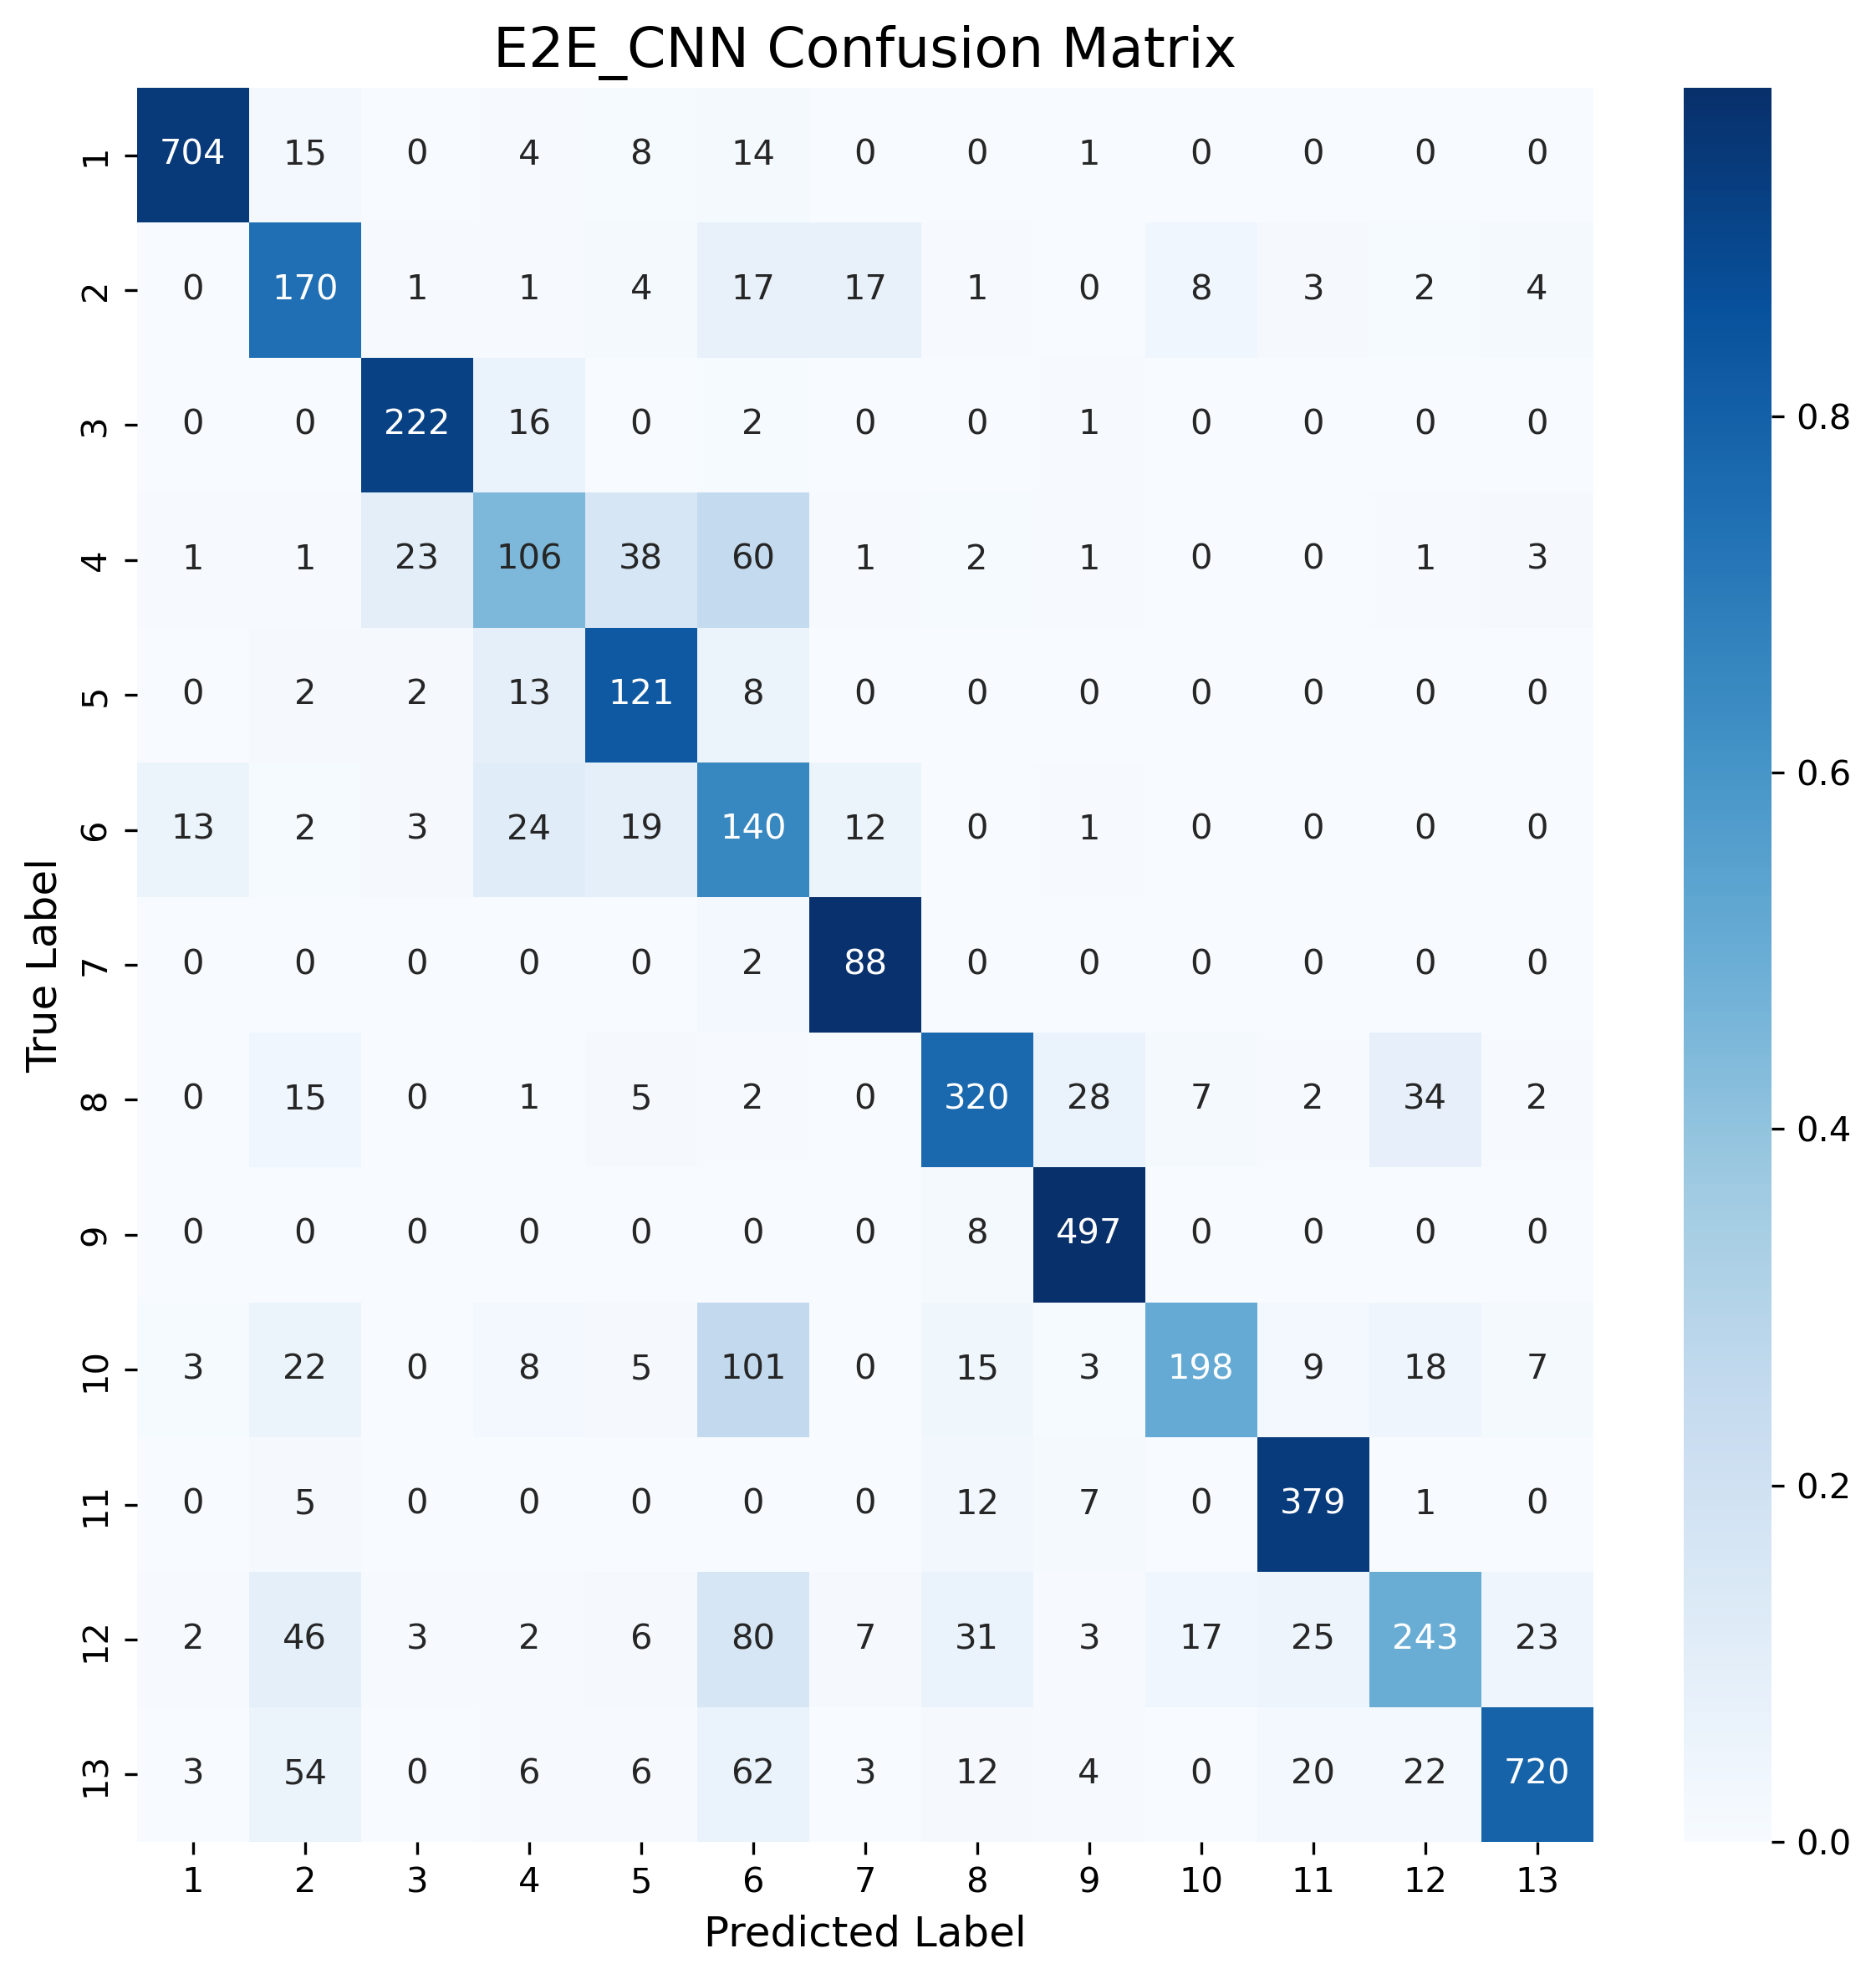 E2E_CNN Confusion Matrix
1 704 15 0 4 8 14 0 0 1 0 0 0 0
2 0 170 1 1 4 17 17 1 0 8 3 2 4
3 0 0 222 16 0 2 0 0 1 0 0 0 0
4 1 1 23 106 38 60 1 2 1 0 0 1 3
5 0 2 2 13 121 8 0 0 0 0 0 0 0
6 13 2 3 24 19 140 12 0 1 0 0 0 0
7 0 0 0 0 0 2 88 0 0 0 0 0 0
8 0 15 0 1 5 2 0 320 28 7 2 34 2
9 0 0 0 0 0 0 0 8 497 0 0 0 0
10 3 22 0 8 5 101 0 15 3 198 9 18 7
11 0 5 0 0 0 0 0 12 7 0 379 1 0
12 2 46 3 2 6 80 7 31 3 17 25 243 23
13 3 54 0 6 6 62 3 12 4 0 20 22 720
1 2 3 4 5 6 7 8 9 10 11 12 13
Predicted Label
True Label
0.8
0.6
0.4
0.2
0.0